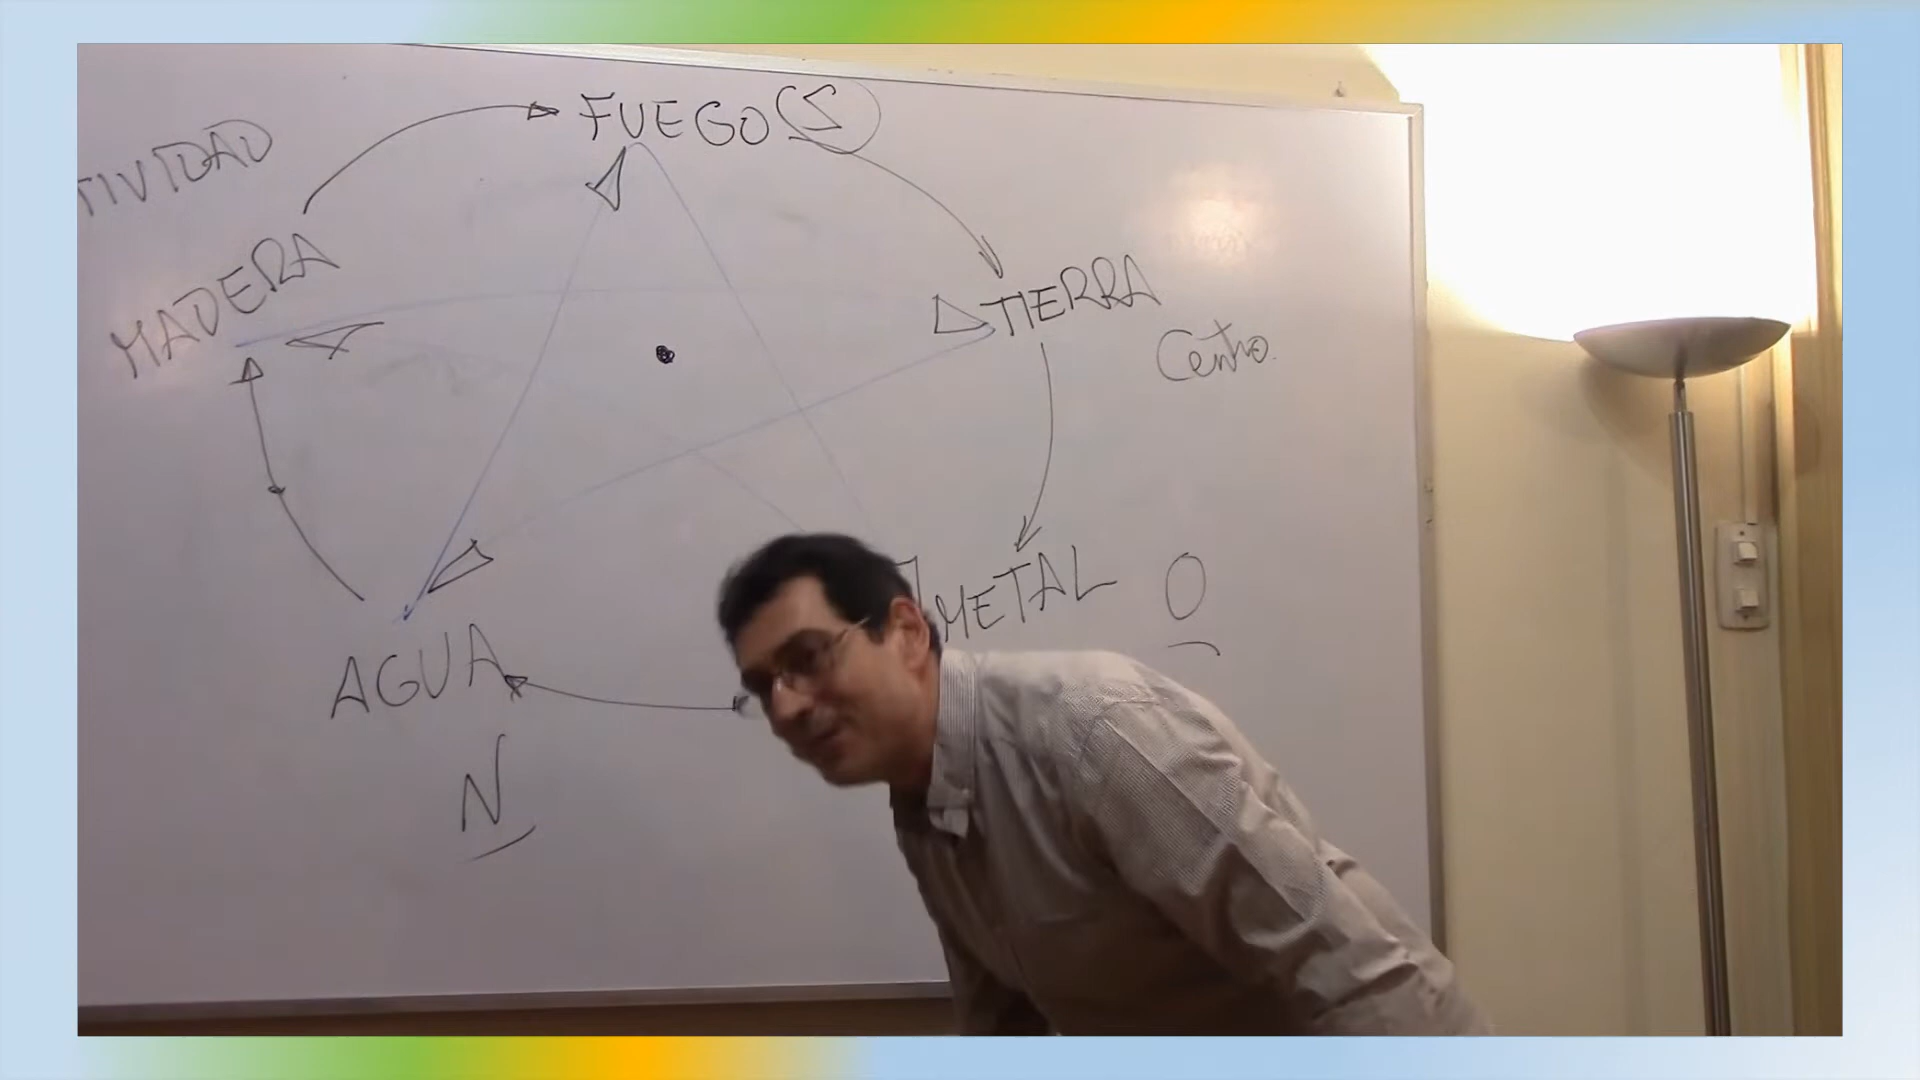 FUEGO (S
TIVIDAD
MADERA
TIERRA
Centro.
METAL O
AGUA
N